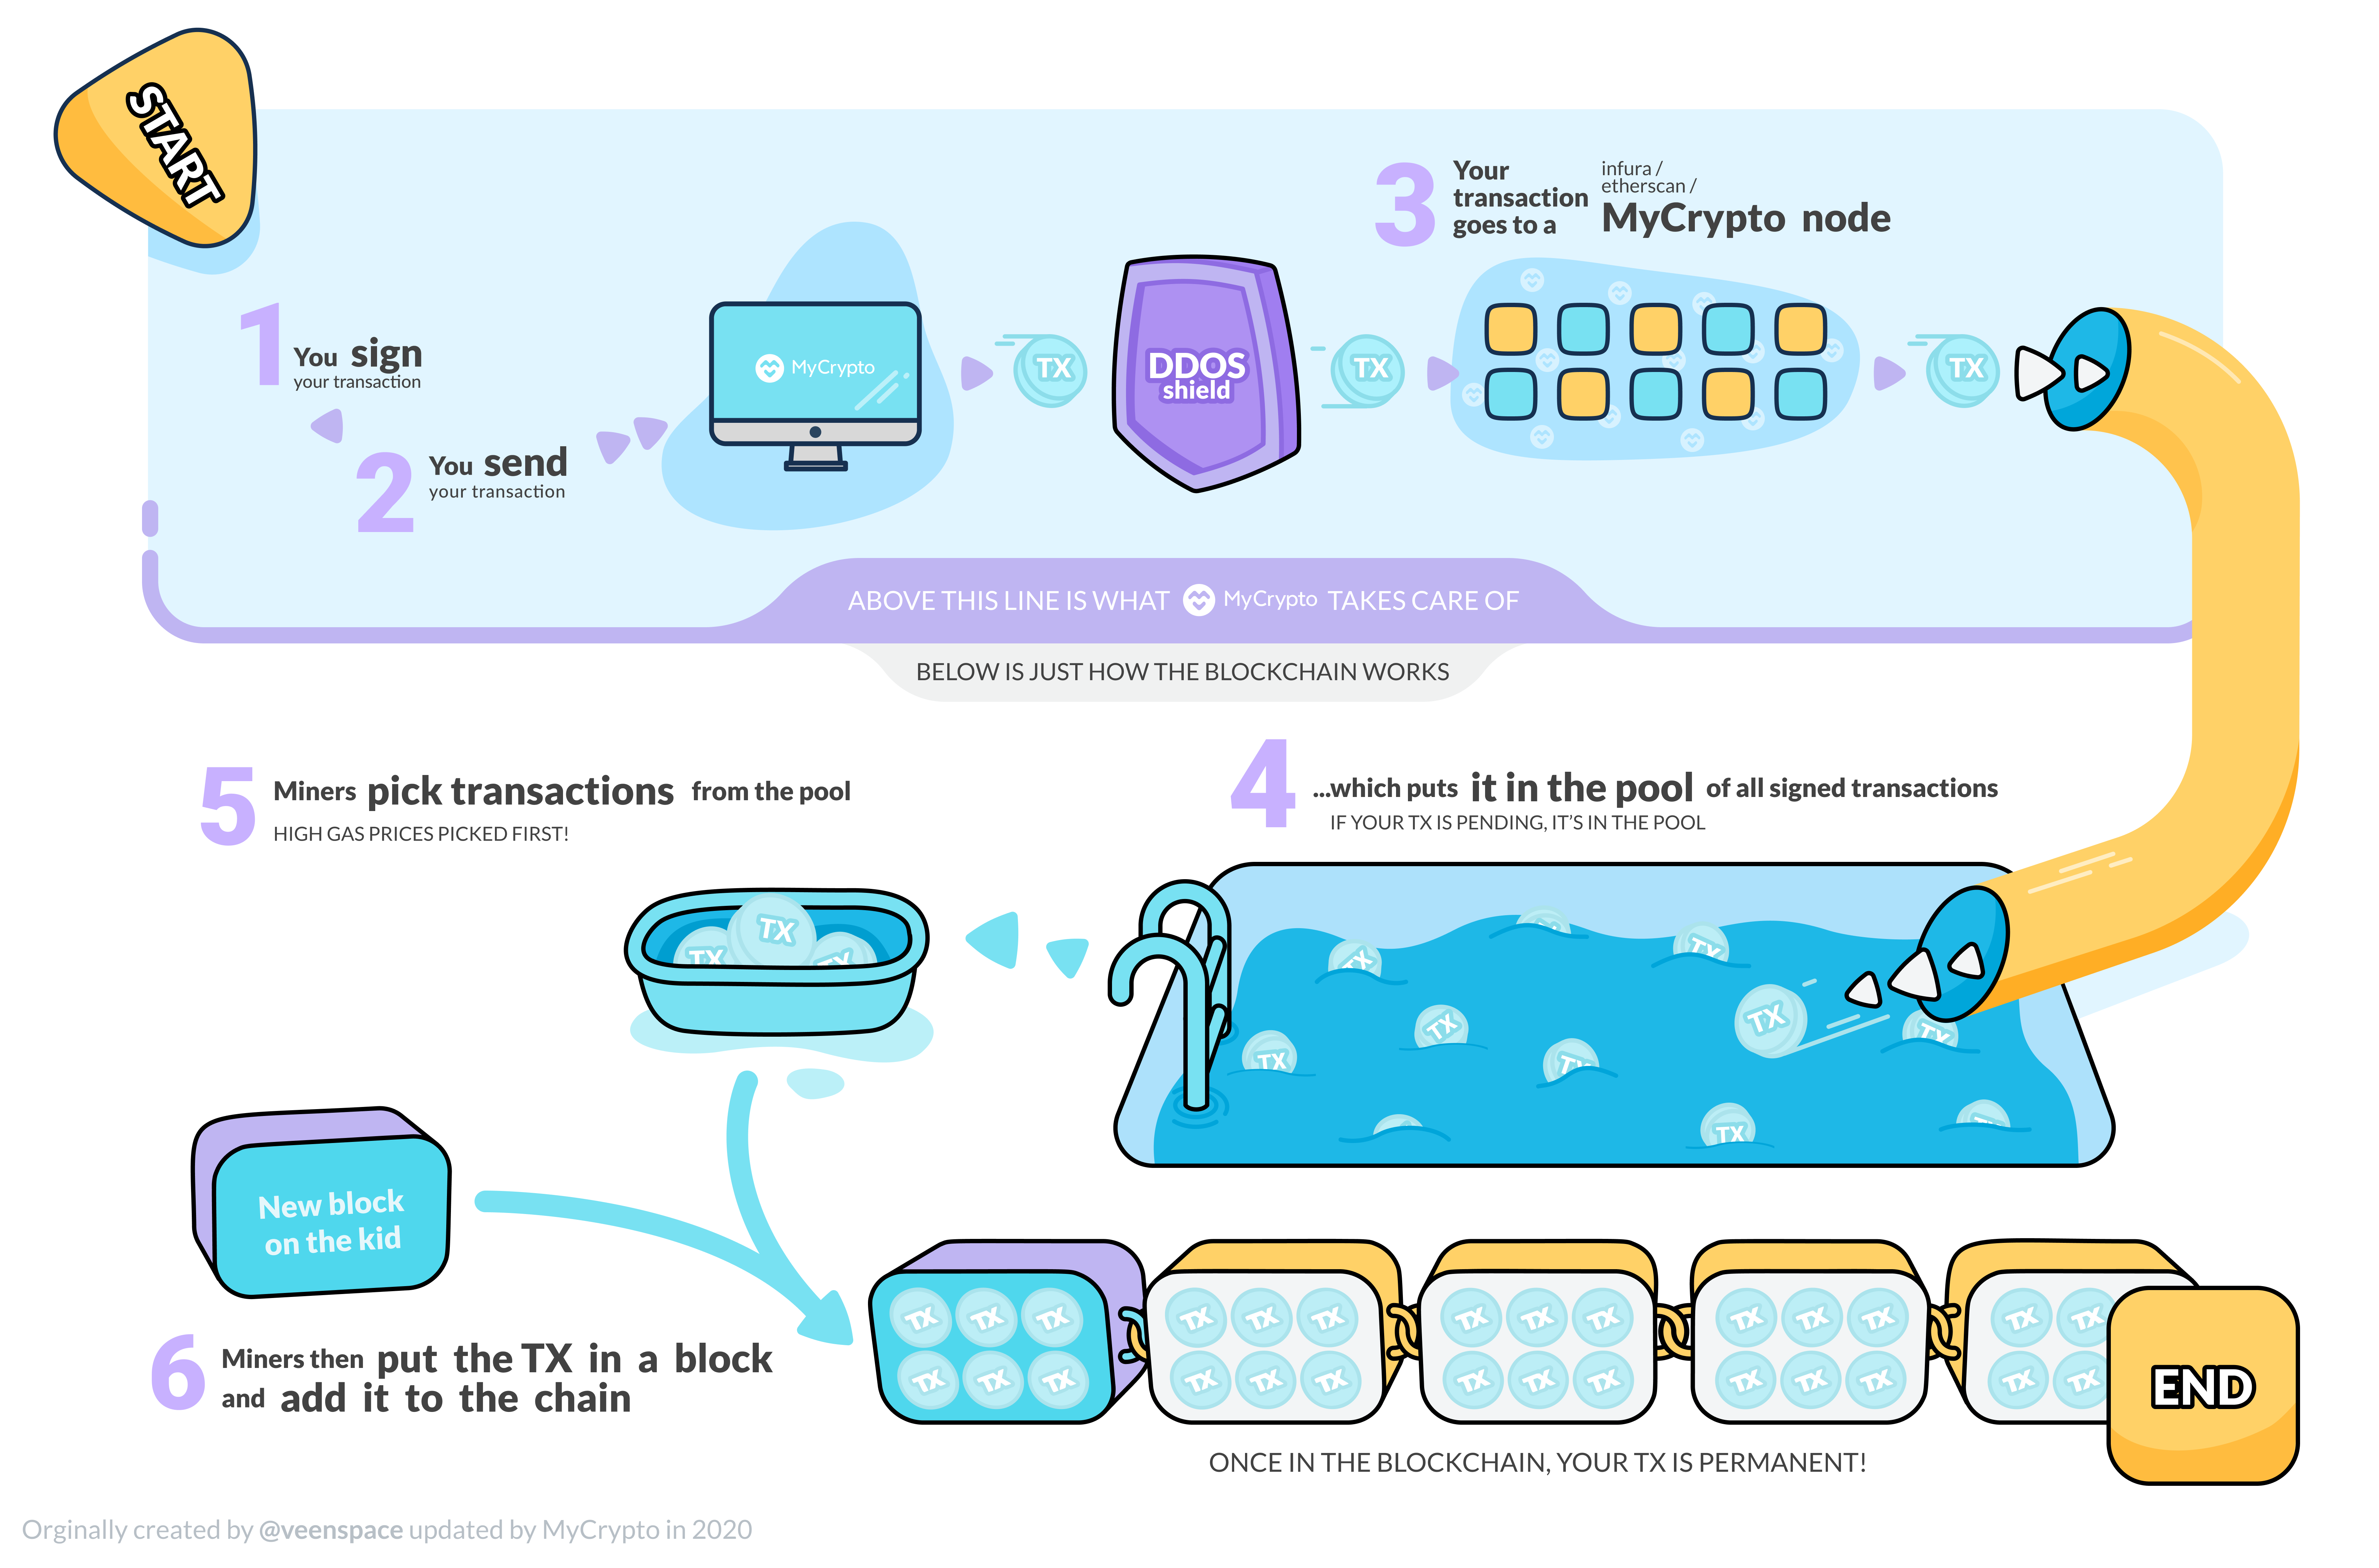 START
1
You sign
your transaction
2
You send
your transaction
MyCrypto
TX
DDOS
shield
TX
3
Your
transaction
goes to a
infura /
etherscan /
MyCrypto node
TX
ABOVE THIS LINE IS WHAT MyCrypto TAKES CARE OF
BELOW IS JUST HOW THE BLOCKCHAIN WORKS
4
...which puts it in the pool of all signed transactions
IF YOUR TX IS PENDING, IT'S IN THE POOL
TX
TX
TX
TX
TX
TX
TX
TX
5
Miners pick transactions from the pool
HIGH GAS PRICES PICKED FIRST!
TX TX TX
New block
on the kid
6
Miners then put the TX in a block
and add it to the chain
TX TX TX
TX TX TX
TX TX TX
TX TX TX
TX TX TX
TX TX TX
TX TX TX
TX TX TX
TX TX
TX TX
END
ONCE IN THE BLOCKCHAIN, YOUR TX IS PERMANENT!
Orginally created by @veenspace updated by MyCrypto in 2020